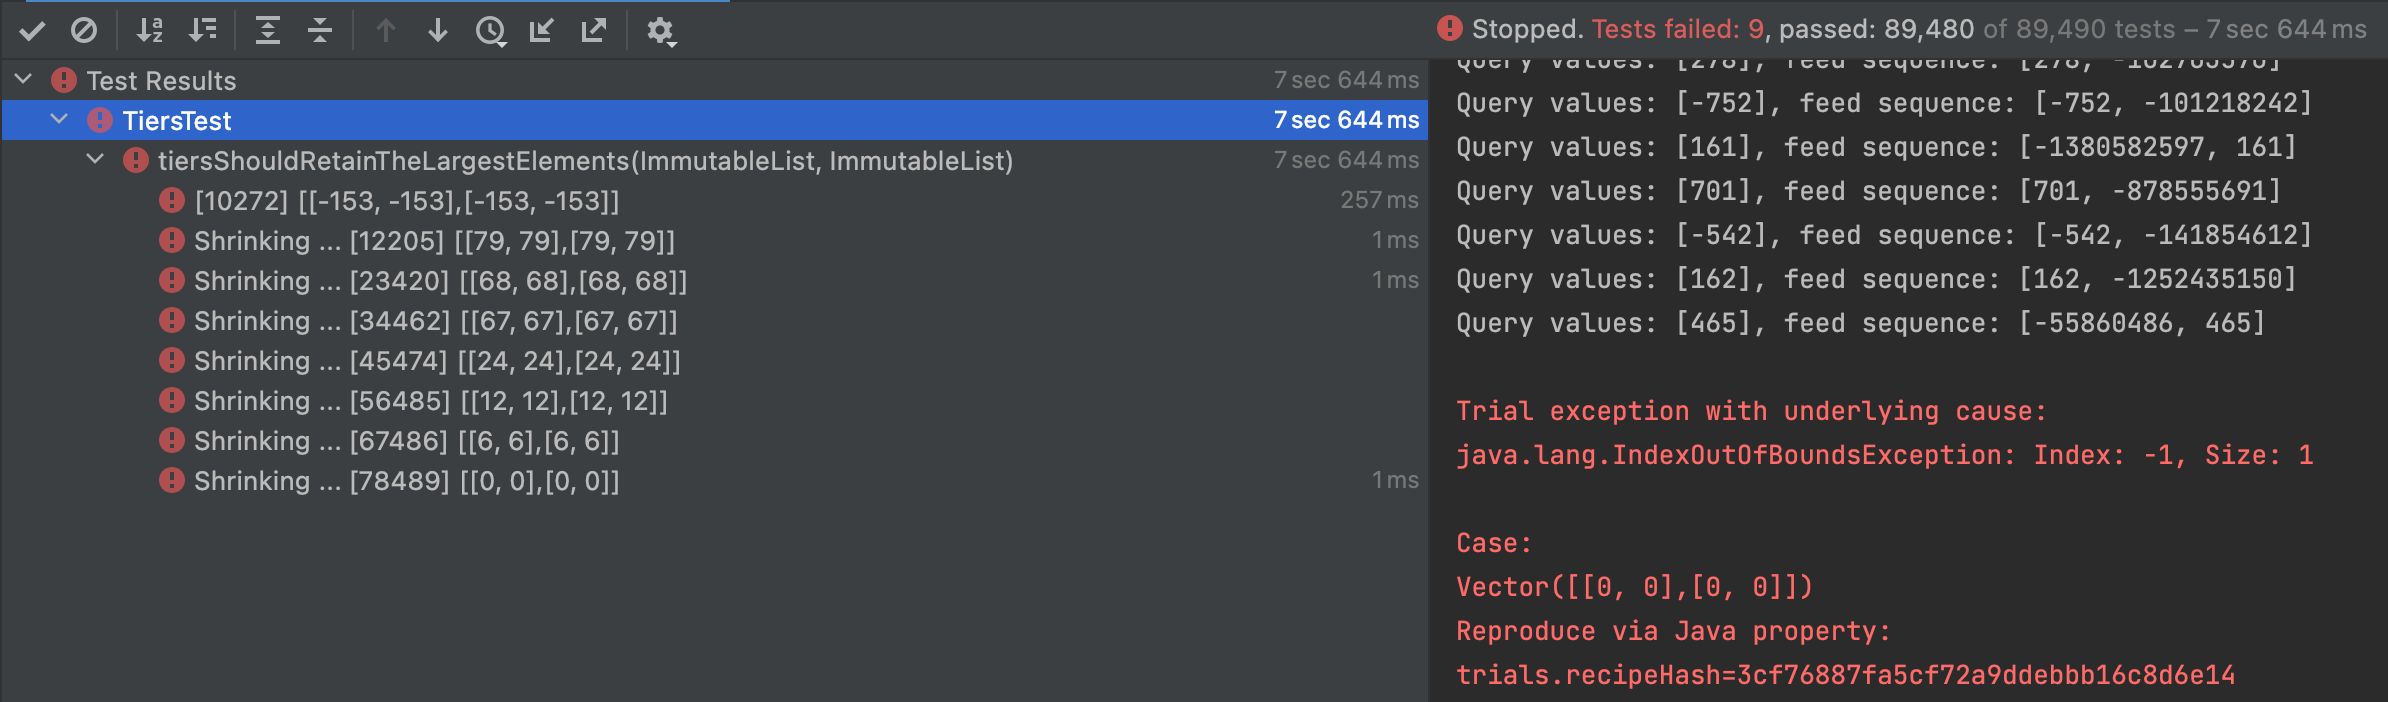 Stopped. Tests failed: 9, passed: 89,480 of 89,490 tests – 7 sec 644 ms
Test Results 7 sec 644 ms
TiersTest 7 sec 644 ms
tiersShouldRetainTheLargestElements(ImmutableList, ImmutableList) 7 sec 644 ms
[10272] [[-153, -153],[-153, -153]] 257 ms
Shrinking ... [12205] [[79, 79],[79, 79]] 1 ms
Shrinking ... [23420] [[68, 68],[68, 68]] 1 ms
Shrinking ... [34462] [[67, 67],[67, 67]]
Shrinking ... [45474] [[24, 24],[24, 24]]
Shrinking ... [56485] [[12, 12],[12, 12]]
Shrinking ... [67486] [[6, 6],[6, 6]]
Shrinking ... [78489] [[0, 0],[0, 0]] 1 ms
Query values: [278], feed sequence: [278,
Query values: [-752], feed sequence: [-752, -101218242]
Query values: [161], feed sequence: [-1380582597, 161]
Query values: [701], feed sequence: [701, -878555691]
Query values: [-542], feed sequence: [-542, -141854612]
Query values: [162], feed sequence: [162, -1252435150]
Query values: [465], feed sequence: [-55860486, 465]
Trial exception with underlying cause:
java.lang.IndexOutOfBoundsException: Index: -1, Size: 1
Case:
Vector([[0, 0],[0, 0]])
Reproduce via Java property:
trials.recipeHash=3cf76887fa5cf72a9ddebbb16c8d6e14